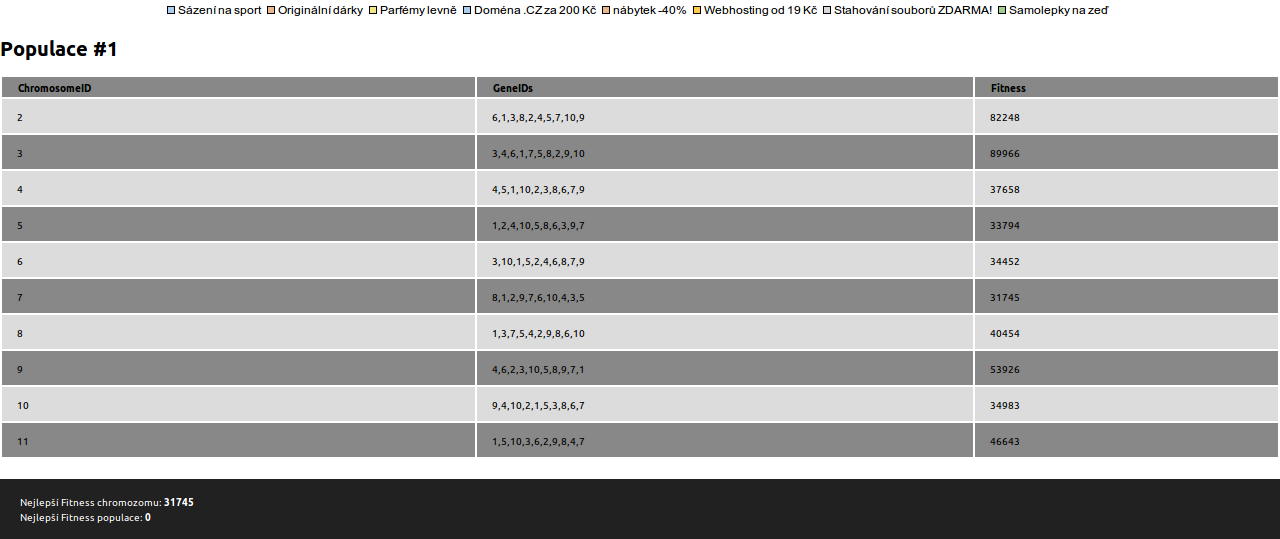 Sázení na sport Originální dárky Parfémy levně Doména .CZ za 200 Kč nábytek -40% Webhosting od 19 Kč Stahování souborů ZDARMA! Samolepky na zeď
Populace #1
ChromosomeID GeneIDs Fitness
2 6,1,3,8,2,4,5,7,10,9 82248
3 3,4,6,1,7,5,8,2,9,10 89966
4 4,5,1,10,2,3,8,6,7,9 37658
5 1,2,4,10,5,8,6,3,9,7 33794
6 3,10,1,5,2,4,6,8,7,9 34452
7 8,1,2,9,7,6,10,4,3,5 31745
8 1,3,7,5,4,2,9,8,6,10 40454
9 4,6,2,3,10,5,8,9,7,1 53926
10 9,4,10,2,1,5,3,8,6,7 34983
11 1,5,10,3,6,2,9,8,4,7 46643
Nejlepší Fitness chromozomu: 31745
Nejlepší Fitness populace: 0